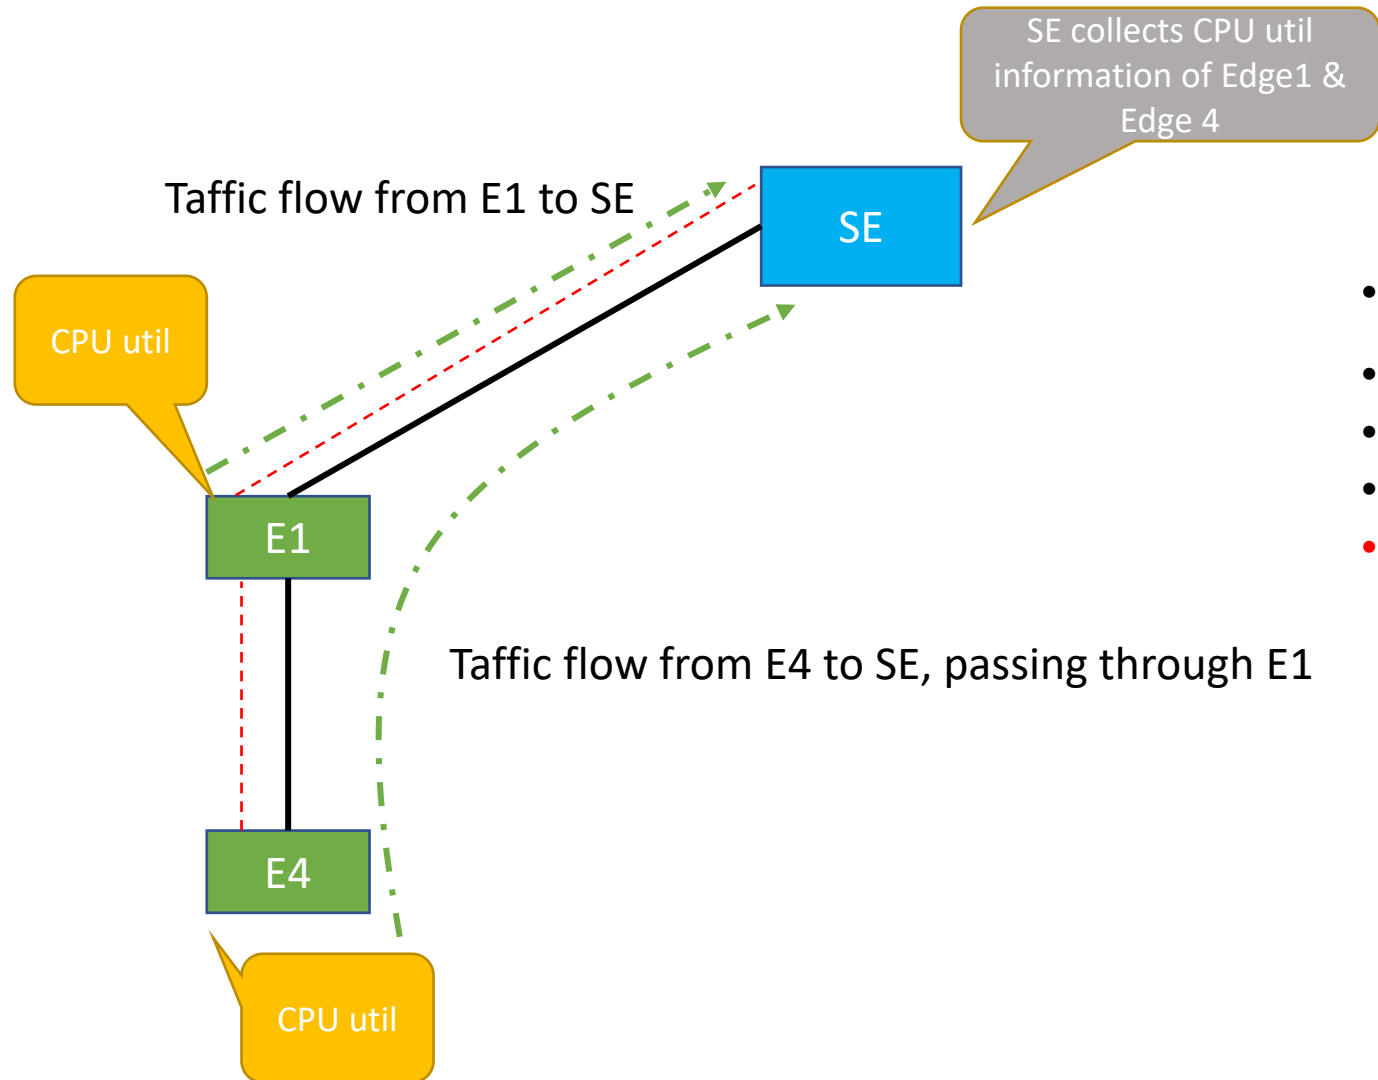 SE collects CPU util
information of Edge1 &
Edge 4
Taffic flow from E1 to SE
SE
CPU util
E1
Taffic flow from E4 to SE, passing through E1
E4
CPU util